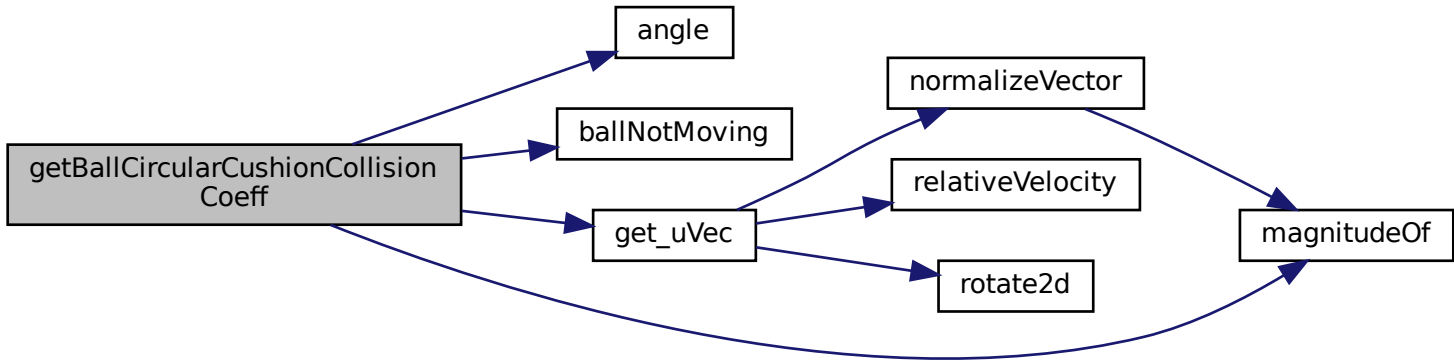 getBallCircularCushionCollision
Coeff
angle
ballNotMoving
get_uVec
normalizeVector
relativeVelocity
rotate2d
magnitudeOf